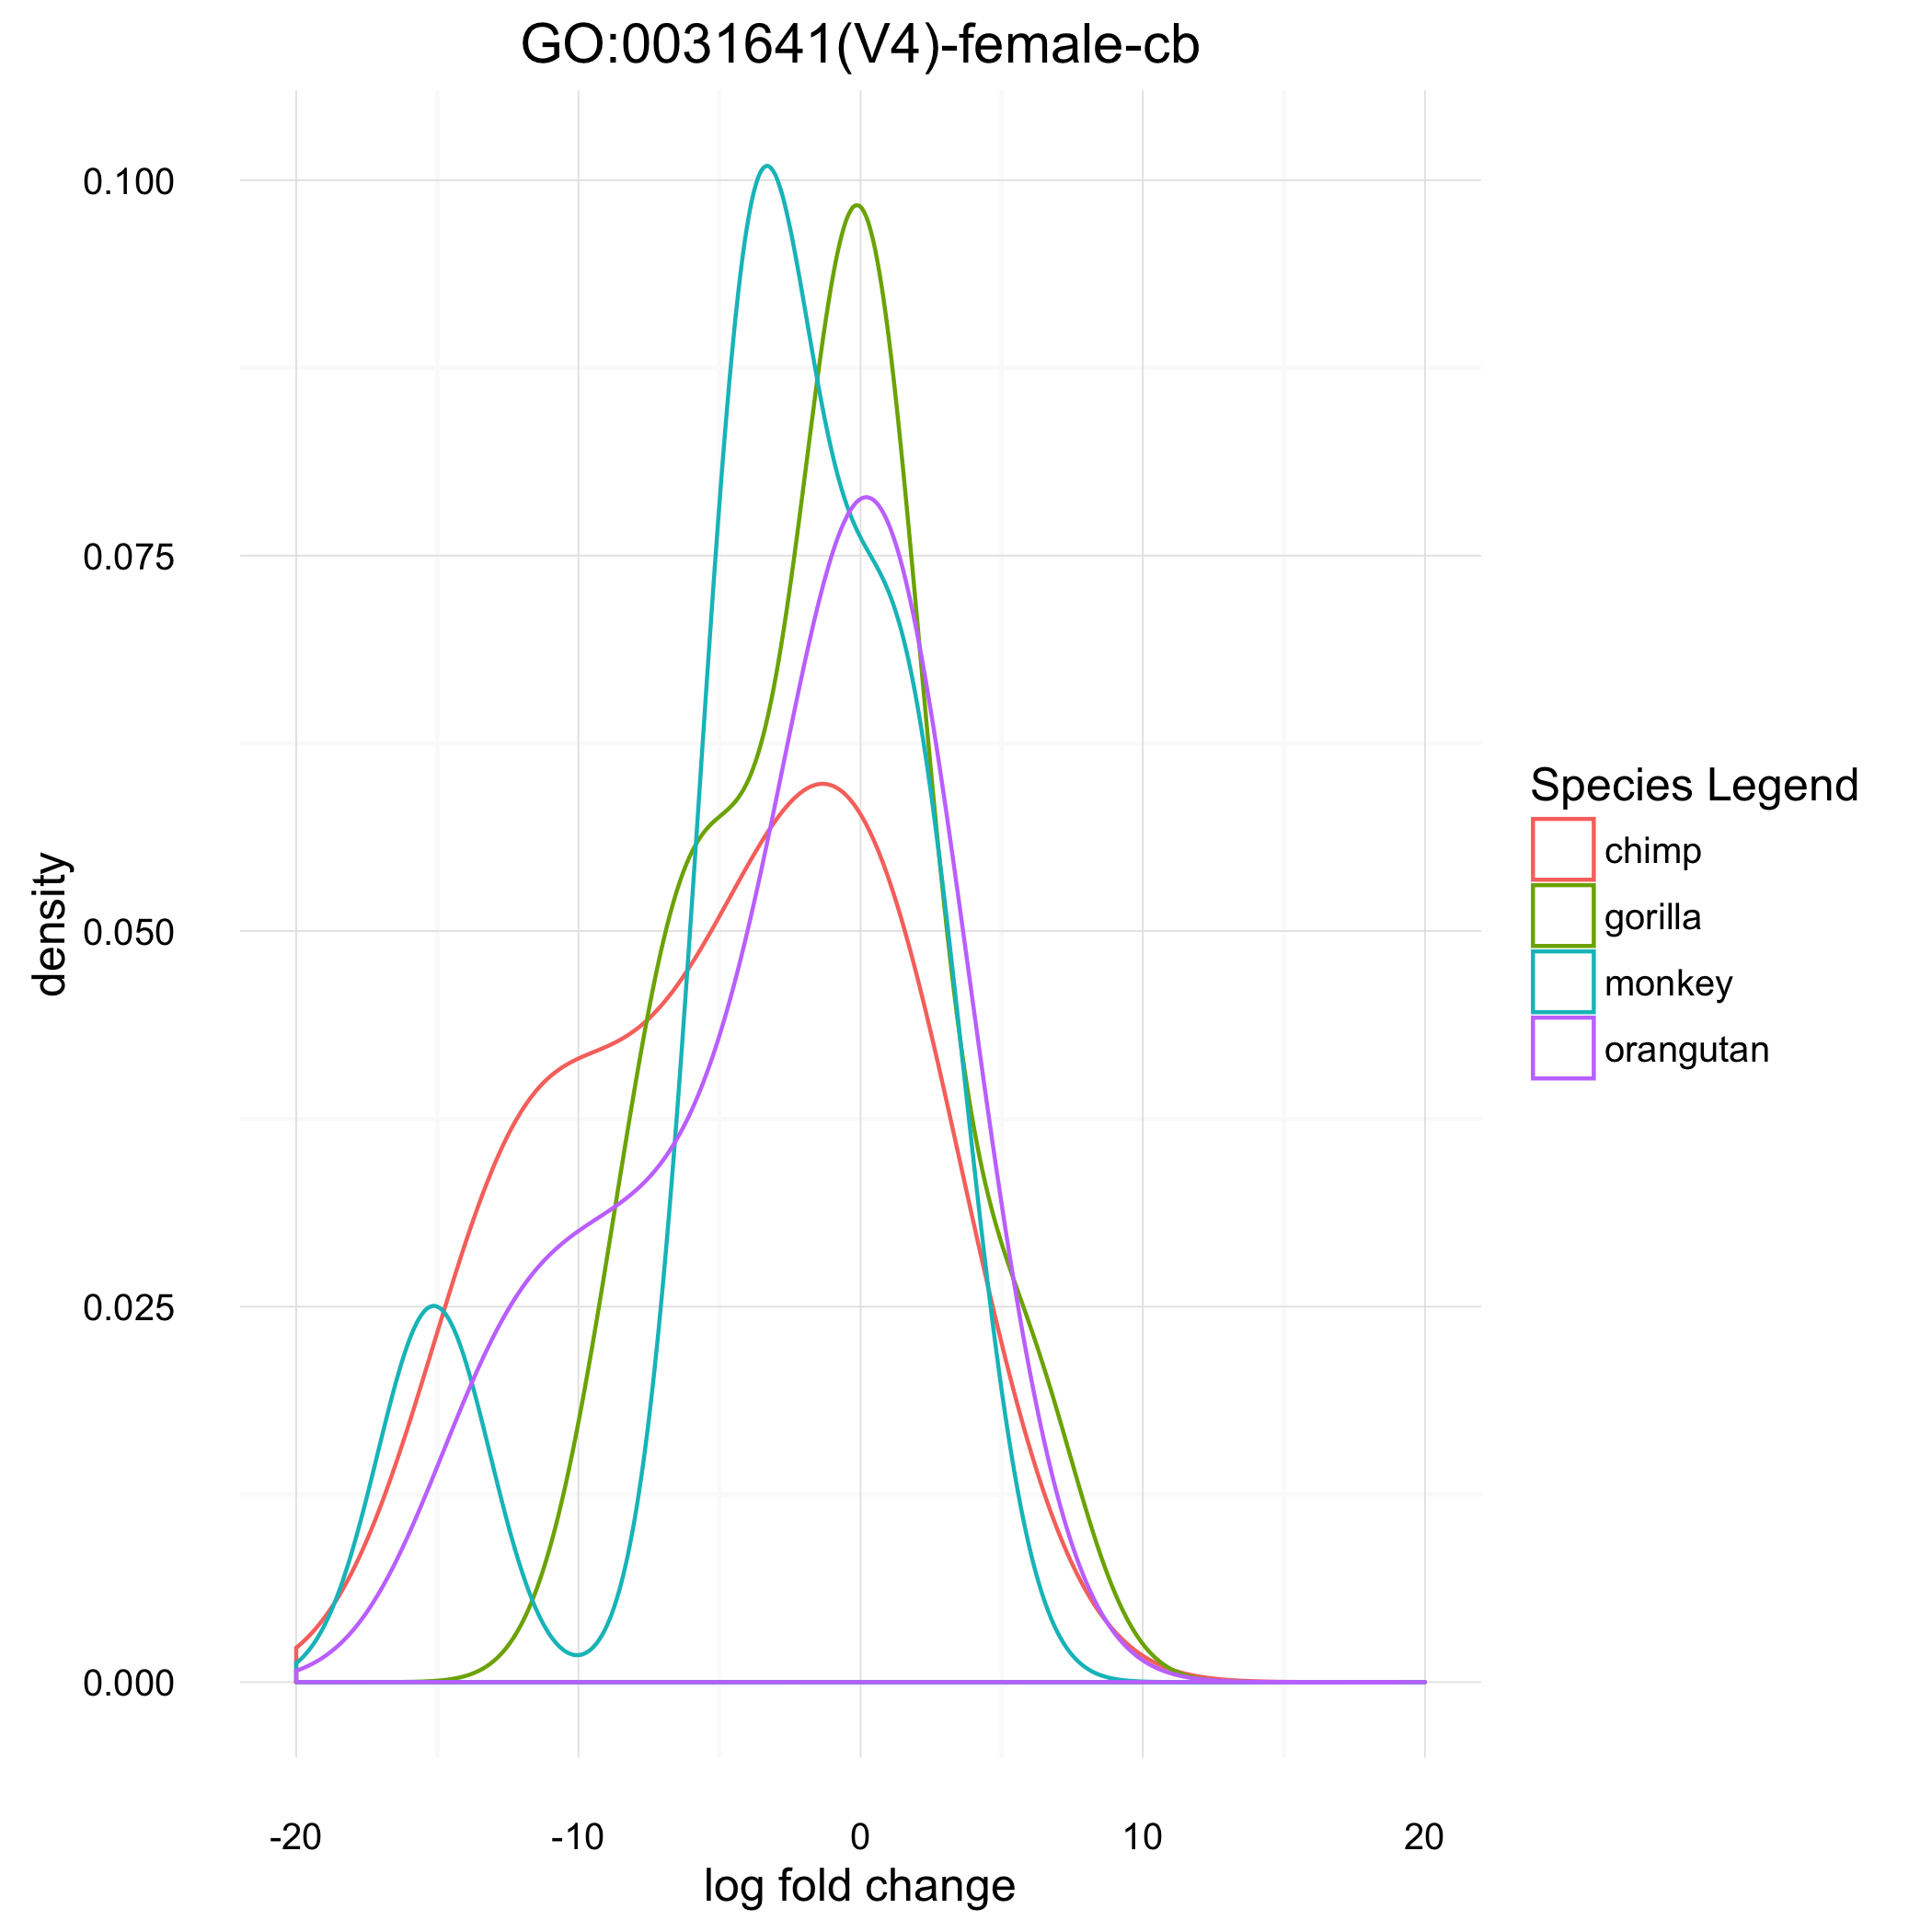 GO:0031641(V4)-female-cb
0.100
0.075
0.050
0.025
0.000
density
-20 -10 0 10 20
log fold change
Species Legend
chimp
gorilla
monkey
orangutan